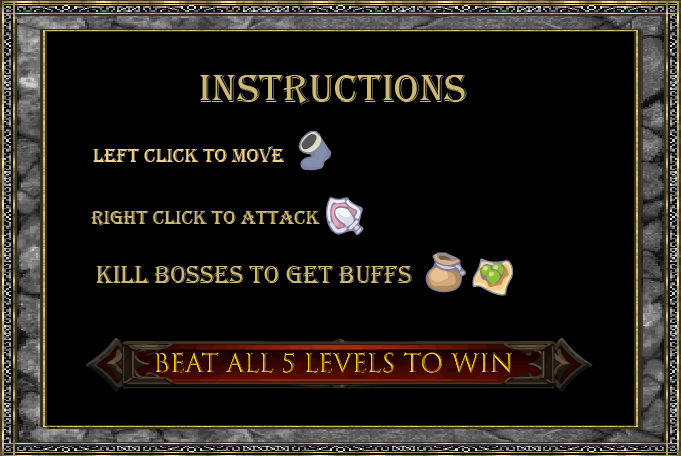 INSTRUCTIONS
LEFT CLICK TO MOVE
RIGHT CLICK TO ATTACK
KILL BOSSES TO GET BUFFS
BEAT ALL 5 LEVELS TO WIN